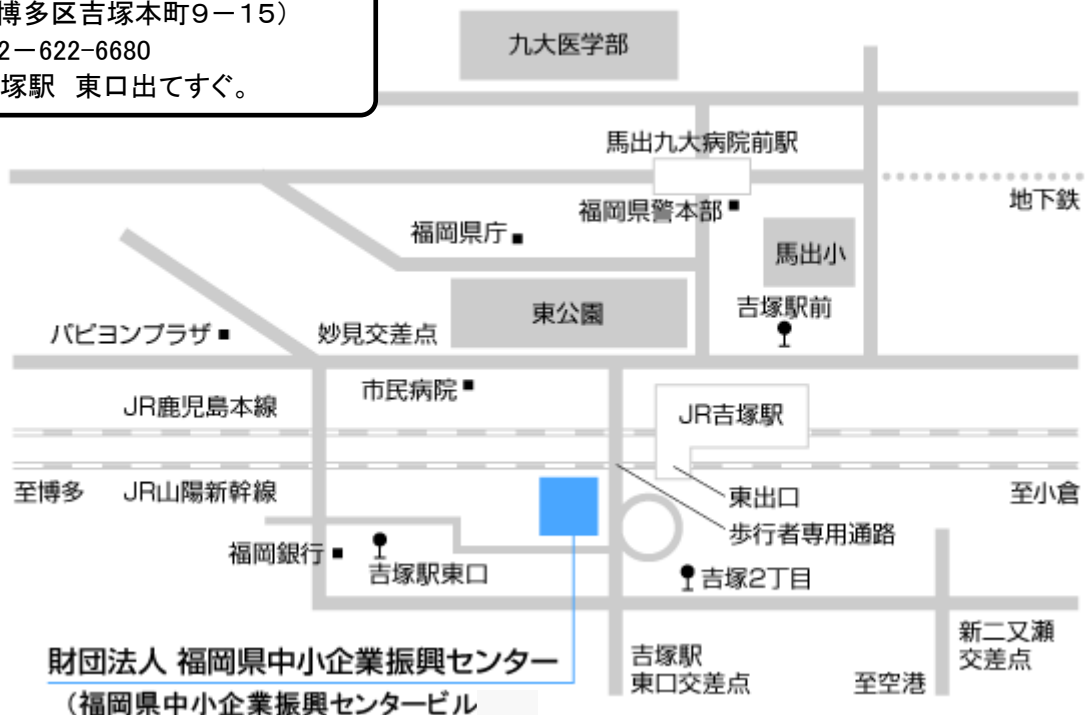 博多区吉塚本町9-15)
2-622-6680
塚駅 東口出てすぐ。
九大医学部
馬出九大病院前駅
地下鉄
福岡県警本部
福岡県庁
馬出小
東公園
吉塚駅前
パピヨンプラザ
妙見交差点
市民病院
JR鹿児島本線
JR吉塚駅
至博多
JR山陽新幹線
東出口
至小倉
歩行者専用通路
福岡銀行
吉塚駅東口
吉塚2丁目
新二又瀬
交差点
財団法人 福岡県中小企業振興センター
吉塚駅
東口交差点
至空港
(福岡県中小企業振興センタービル